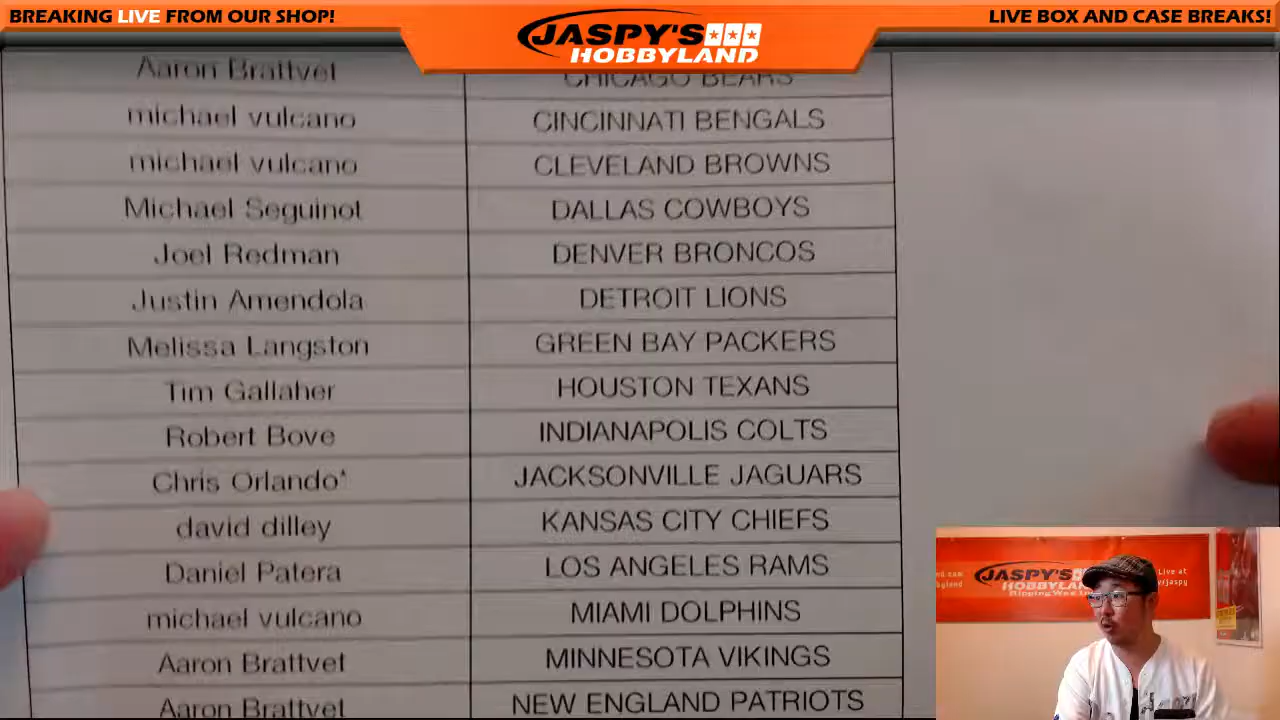 BREAKING LIVE FROM OUR SHOP!
JASPY'S
HOBBYLAND
LIVE BOX AND CASE BREAKS!
Aaron Brattvet CHICAGO BEARS
michael vulcano CINCINNATI BENGALS
michael vulcano CLEVELAND BROWNS
Michael Seguinot DALLAS COWBOYS
Joel Redman DENVER BRONCOS
Justin Amendola DETROIT LIONS
Melissa Langston GREEN BAY PACKERS
Tim Gallaher HOUSTON TEXANS
Robert Bove INDIANAPOLIS COLTS
Chris Orlando* JACKSONVILLE JAGUARS
david dilley KANSAS CITY CHIEFS
Daniel Patera LOS ANGELES RAMS
michael vulcano MIAMI DOLPHINS
Aaron Brattvet MINNESOTA VIKINGS
Aaron Brattvet NEW ENGLAND PATRIOTS
JASPY'S
HOBBYLAND
Live at